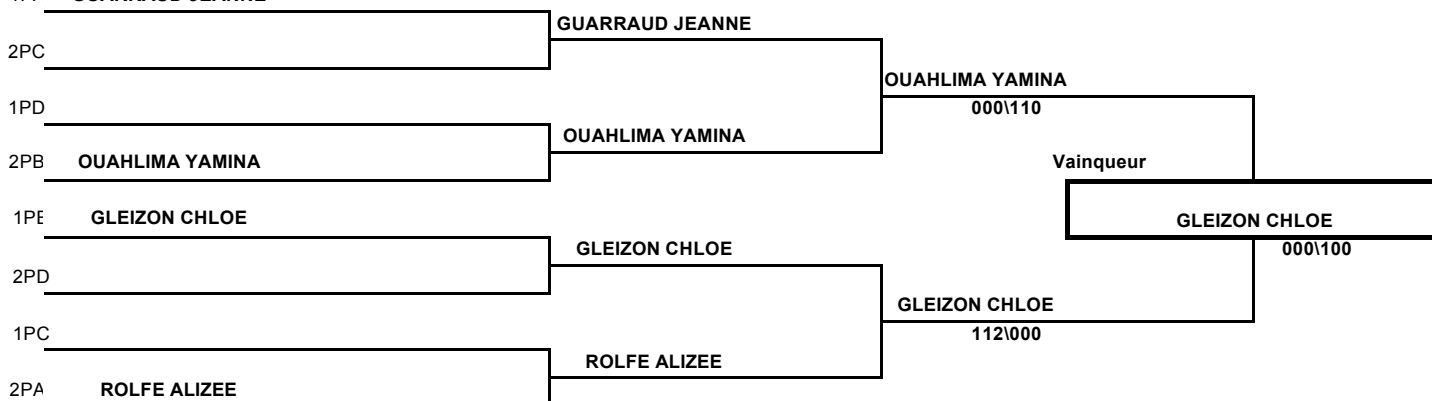 GUARRAUD JEANNE
2PC
1PD
OUAHLIMA YAMINA
000\110
OUAHLIMA YAMINA
2PB OUAHLIMA YAMINA
Vainqueur
1PE GLEIZON CHLOE
GLEIZON CHLOE
000\100
GLEIZON CHLOE
2PD
GLEIZON CHLOE
112\000
1PC
ROLFE ALIZEE
2PA ROLFE ALIZEE